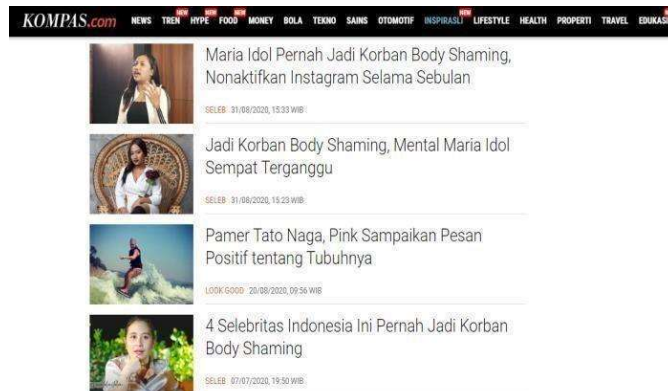 KOMPAS.com NEWS TREN NEW HYPE NEW FOOD NEW MONEY BOLA TEKNO SAINS OTOMOTIF INSPIRASLI NEW LIFESTYLE HEALTH PROPERTI TRAVEL
Maria Idol Pernah Jadi Korban Body Shaming,
Nonaktifkan Instagram Selama Sebulan
SELEB 31/08/2020, 15:33 WIB
Jadi Korban Body Shaming, Mental Maria Idol
Sempat Terganggu
SELEB 31/08/2020, 15:23 WIB
Pamer Tato Naga, Pink Sampaikan Pesan
Positif tentang Tubuhnya
LOOK GOOD 20/08/2020, 09:56 WIB
4 Selebritas Indonesia Ini Pernah Jadi Korban
Body Shaming
SELEB 07/07/2020, 19:50 WIB